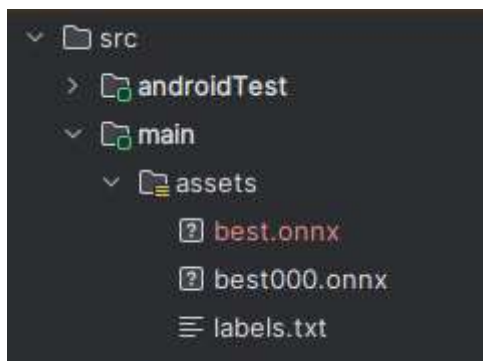 src
androidTest
main
assets
best.onnx
best000.onnx
labels.txt